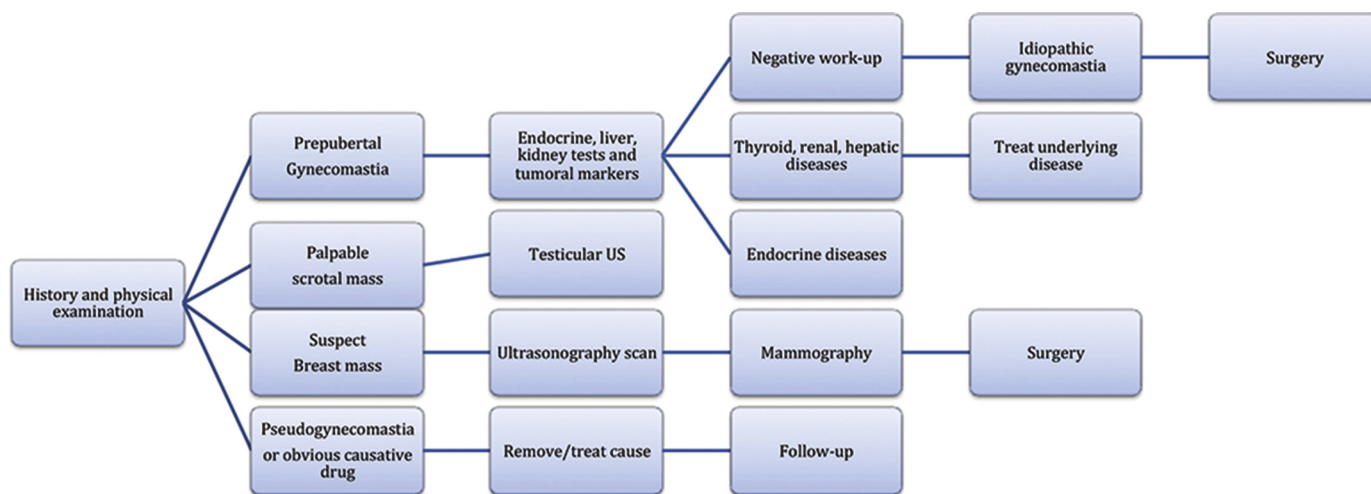 History and physical
examination
Prepubertal
Gynecomastia
Endocrine, liver,
kidney tests and
tumoral markers
Negative work-up
Idiopathic
gynecomastia
Surgery
Thyroid, renal, hepatic
diseases
Treat underlying
disease
Endocrine diseases
Palpable
scrotal mass
Testicular US
Suspect
Breast mass
Ultrasonography scan
Mammography
Surgery
Pseudogynecomastia
or obvious causative
drug
Remove/treat cause
Follow-up